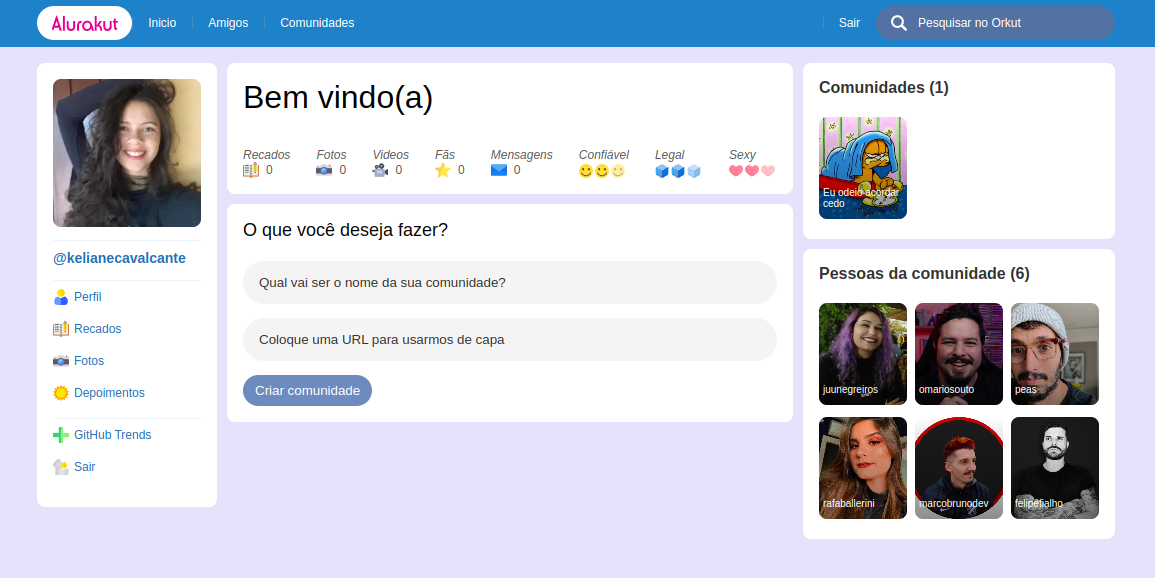 Alurakut
Inicio
Amigos
Comunidades
Sair
Pesquisar no Orkut
@kelianecavalcante
Perfil
Recados
Fotos
Depoimentos
GitHub Trends
Sair
Bem vindo(a)
Recados Fotos Videos Fãs Mensagens Confiável Legal Sexy
0 0 0 0 0
O que você deseja fazer?
Qual vai ser o nome da sua comunidade?
Coloque uma URL para usarmos de capa
Criar comunidade
Comunidades (1)
Eu odeio acordar
cedo
Pessoas da comunidade (6)
juunegreiros omariosouto peas
rafaballerini marcobrunodev felipefialho